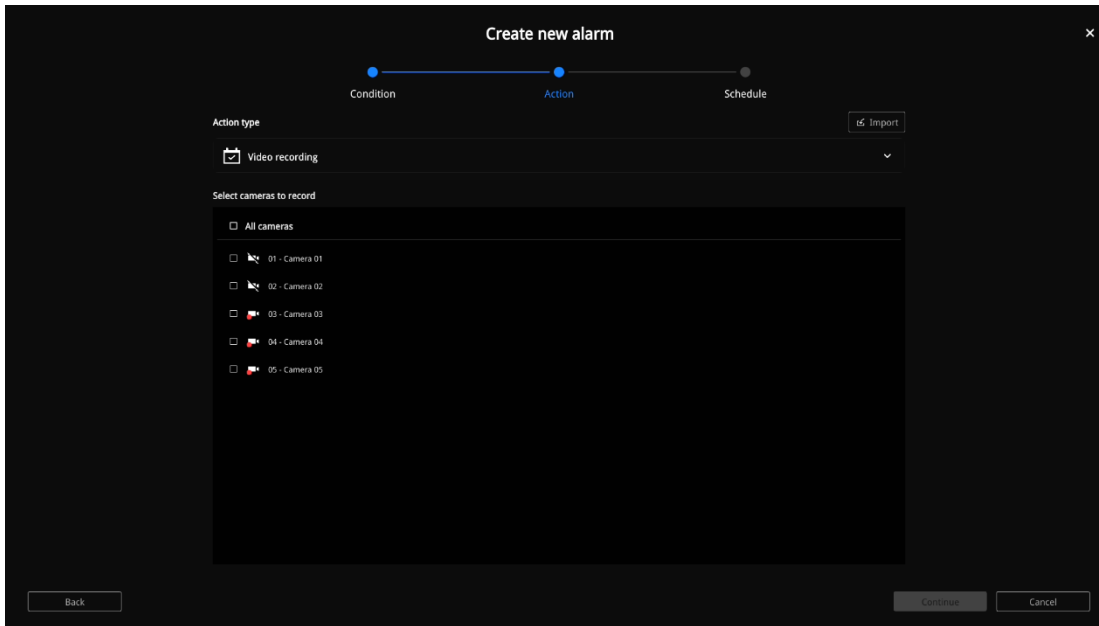 Create new alarm
Condition
Action
Schedule
Action type
Import
Video recording
Select cameras to record
All cameras
01 - Camera 01
02 - Camera 02
03 - Camera 03
04 - Camera 04
05 - Camera 05
Back
Continue
Cancel